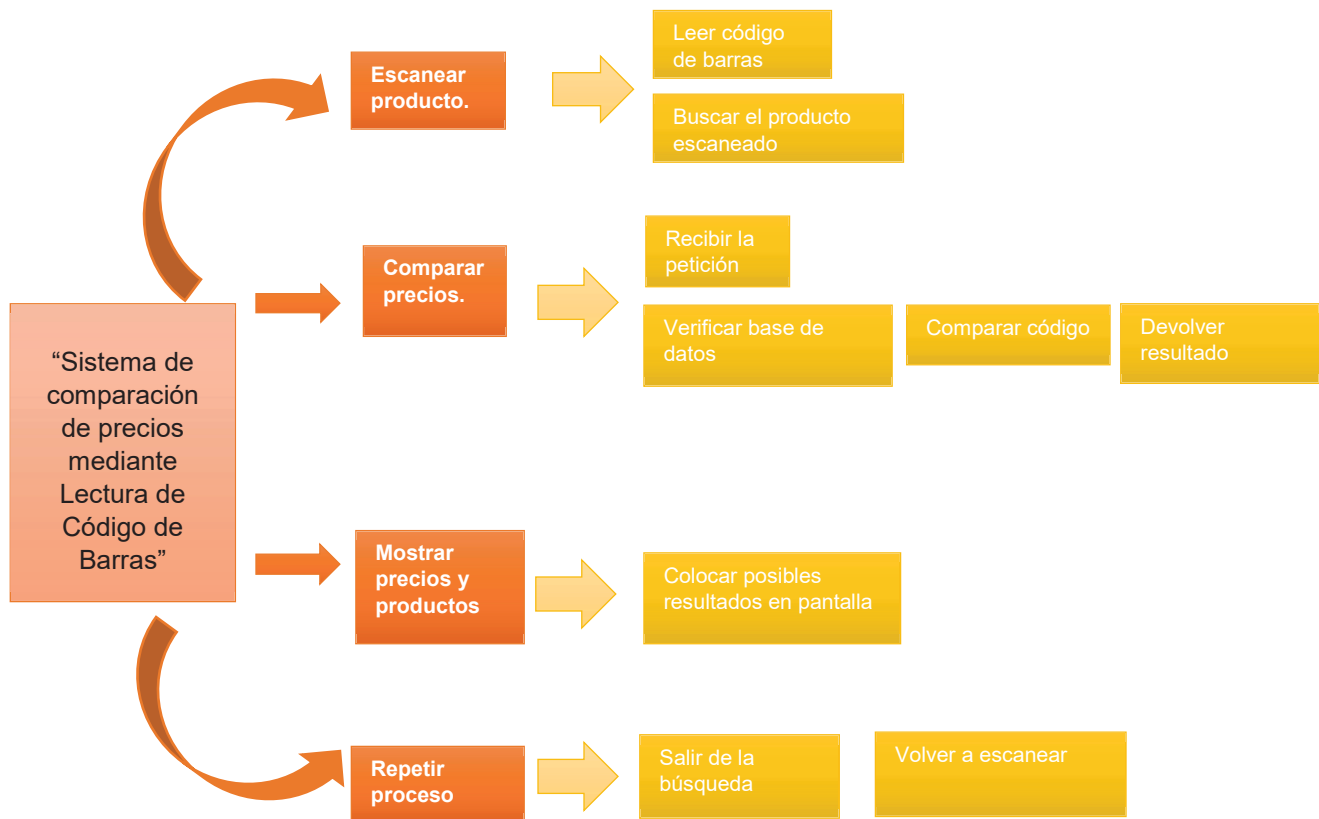 “Sistema de
comparación
de precios
mediante
Lectura de
Código de
Barras”
Escanear
producto.
Leer código
de barras
Buscar el producto
escaneado
Comparar
precios.
Recibir la
petición
Verificar base de
datos
Comparar código
Devolver
resultado
Mostrar
precios y
productos
Colocar posibles
resultados en pantalla
Repetir
proceso
Salir de la
búsqueda
Volver a escanear